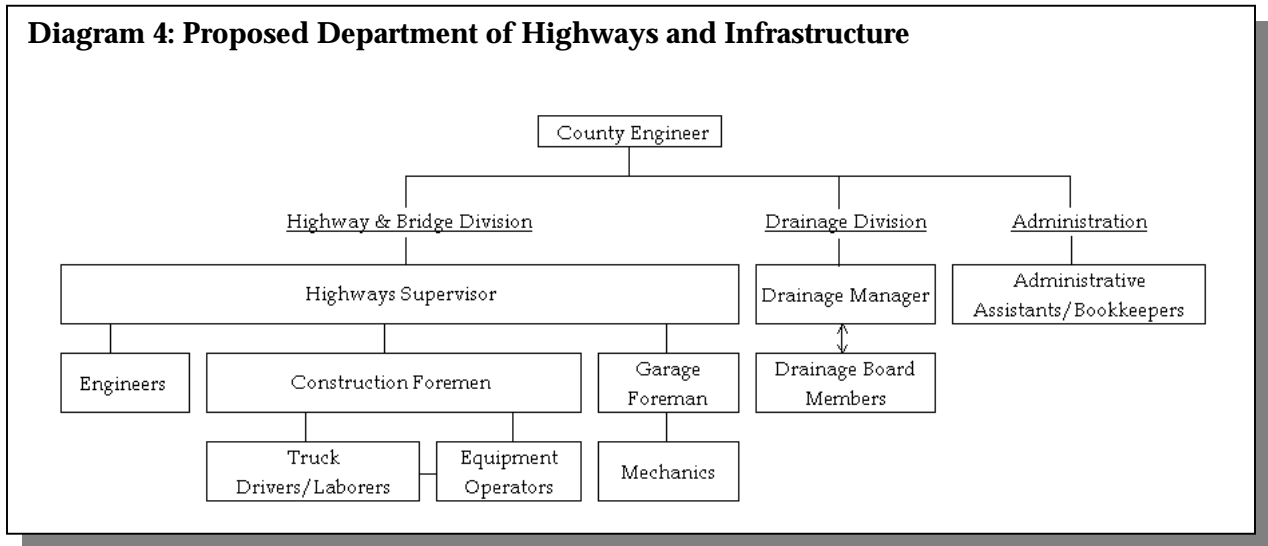 Diagram 4: Proposed Department of Highways and Infrastructure
County Engineer
Highway & Bridge Division
Drainage Division
Administration
Highways Supervisor
Drainage Manager
Administrative
Assistants/Bookkeepers
Engineers
Construction Foremen
Garage
Foreman
Drainage Board
Members
Truck
Drivers/Laborers
Equipment
Operators
Mechanics